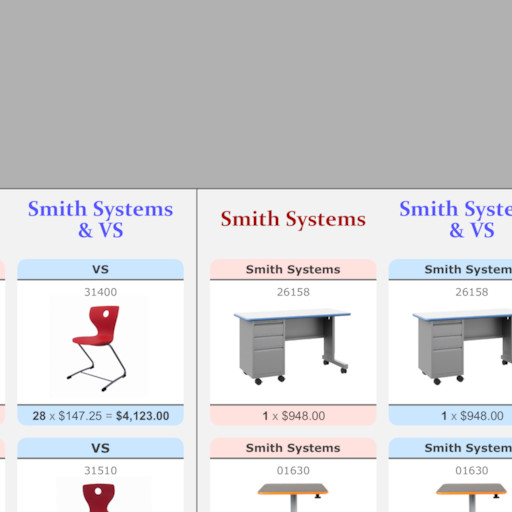 Smith Systems
& VS
Smith Systems
Smith Syste
& VS
VS
Smith Systems
Smith System
31400
26158
26158
28 x $147.25 = $4,123.00
1 x $948.00
1 x $948.00
VS
Smith Systems
Smith System
31510
01630
01630